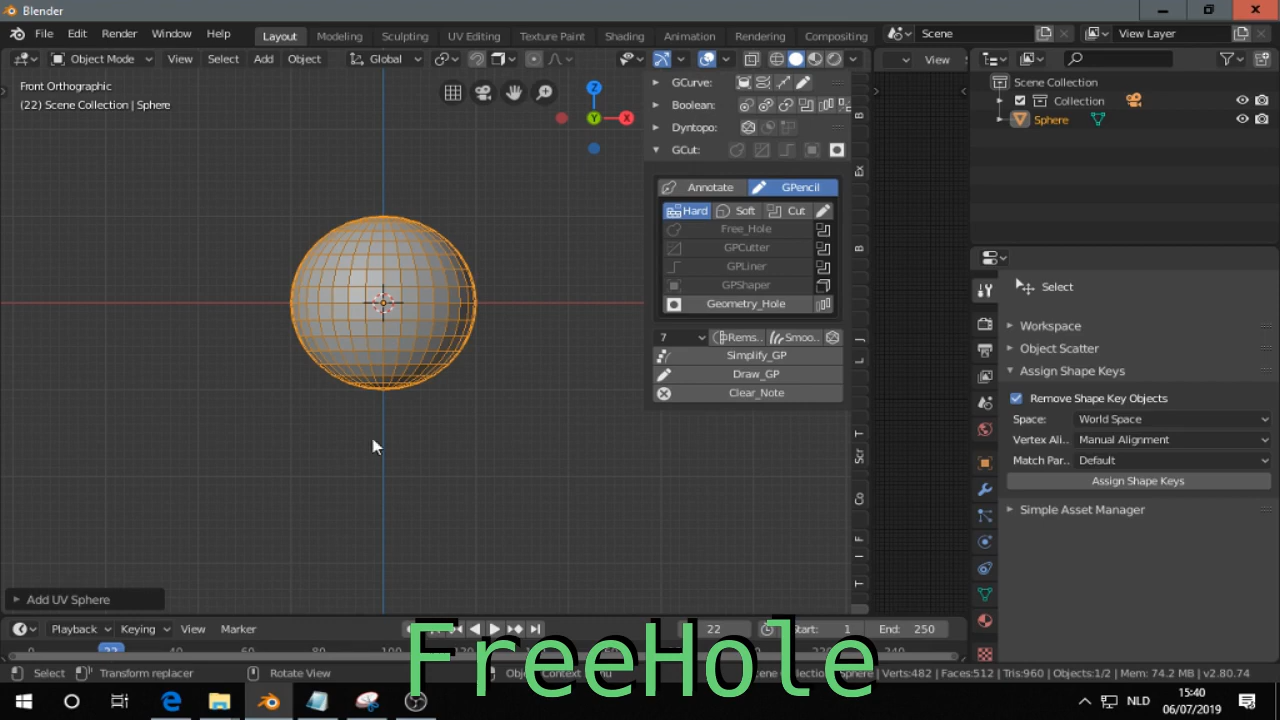 Blender
File Edit Render Window Help
Layout Modeling Sculpting UV Editing Texture Paint Shading Animation Rendering Compositing
Scene
View Layer
Object Mode View Select Add Object Global
View
Front Orthographic
(22) Scene Collection | Sphere
Z
Y
X
GCurve:
Boolean:
Dyntopo:
GCut:
Annotate GPencil
Hard Soft Cut
Free_Hole
GPCutter
GPLiner
GPShaper
Geometry_Hole
7 Rems.. Smoo..
Simplify_GP
Draw_GP
Clear_Note
B
Ex
B
J
L
T
Scr
Co
F
I
T
Scene Collection
Collection
Sphere
Select
Workspace
Object Scatter
Assign Shape Keys
Remove Shape Key Objects
Space: World Space
Vertex Ali.. Manual Alignment
Match Par.. Default
Assign Shape Keys
Simple Asset Manager
Add UV Sphere
Playback Keying View Marker
22 Start: 1 End: 250
FreeHole
Select Transform replacer Rotate View
Sphere | Verts:482 | Faces:512 | Tris:960 | Objects:1/2 | Mem: 74.2 MB | v2.80.74
NLD
15:40
06/07/2019